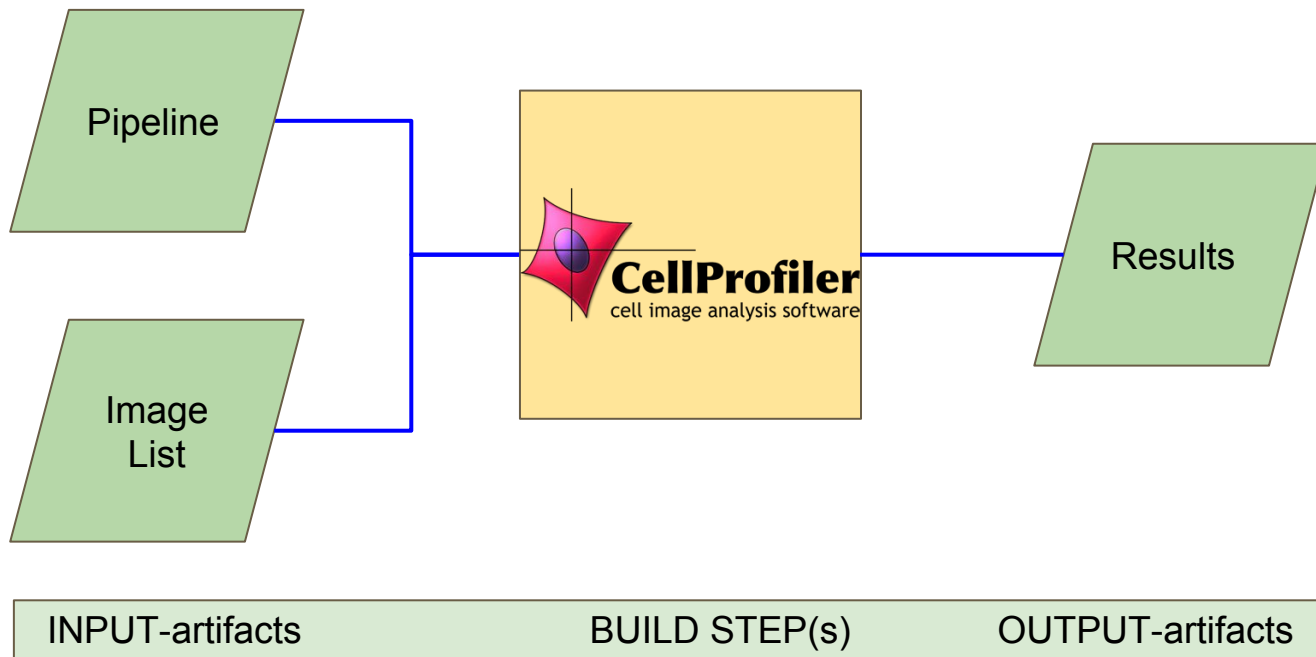 Pipeline
Image
List
CellProfiler
cell image analysis software
Results
INPUT-artifacts BUILD STEP(s) OUTPUT-artifacts